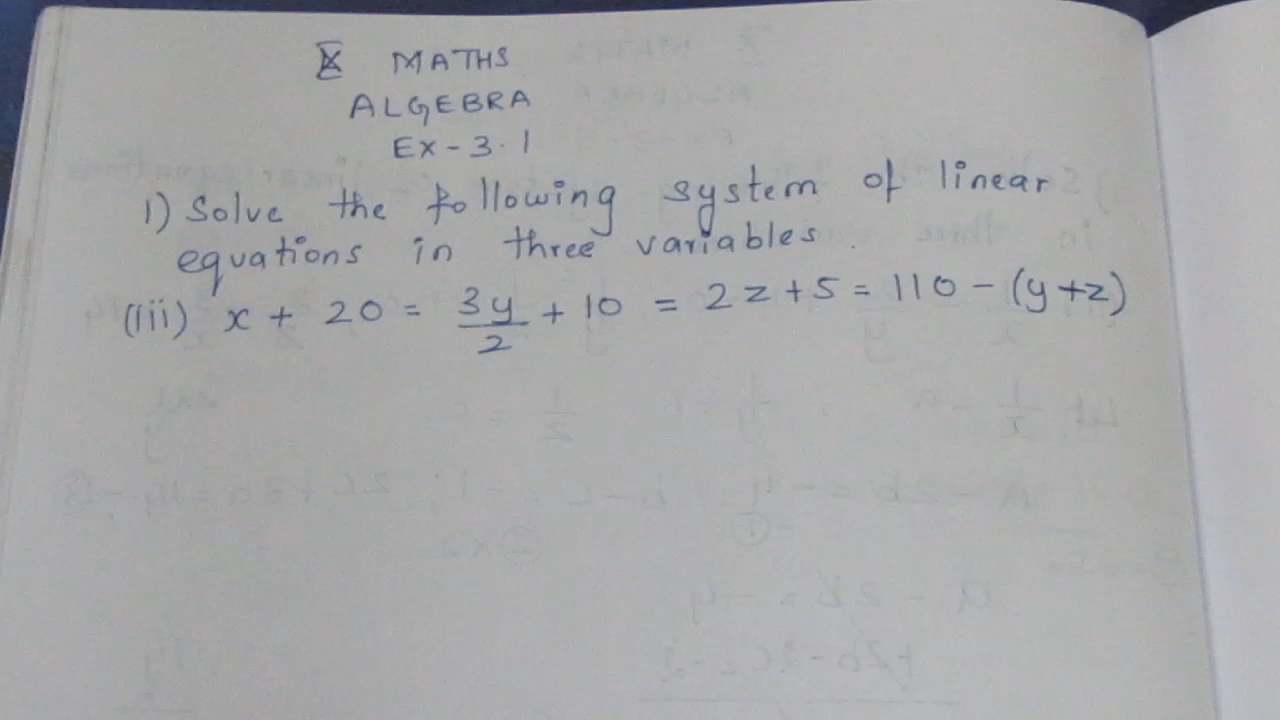 X MATHS
ALGEBRA
EX-3.1
1) Solve the following system of linear
equations in three variables.
(iii) x + 20 = 3y/2 + 10 = 2z+5 = 110 - (y+z)